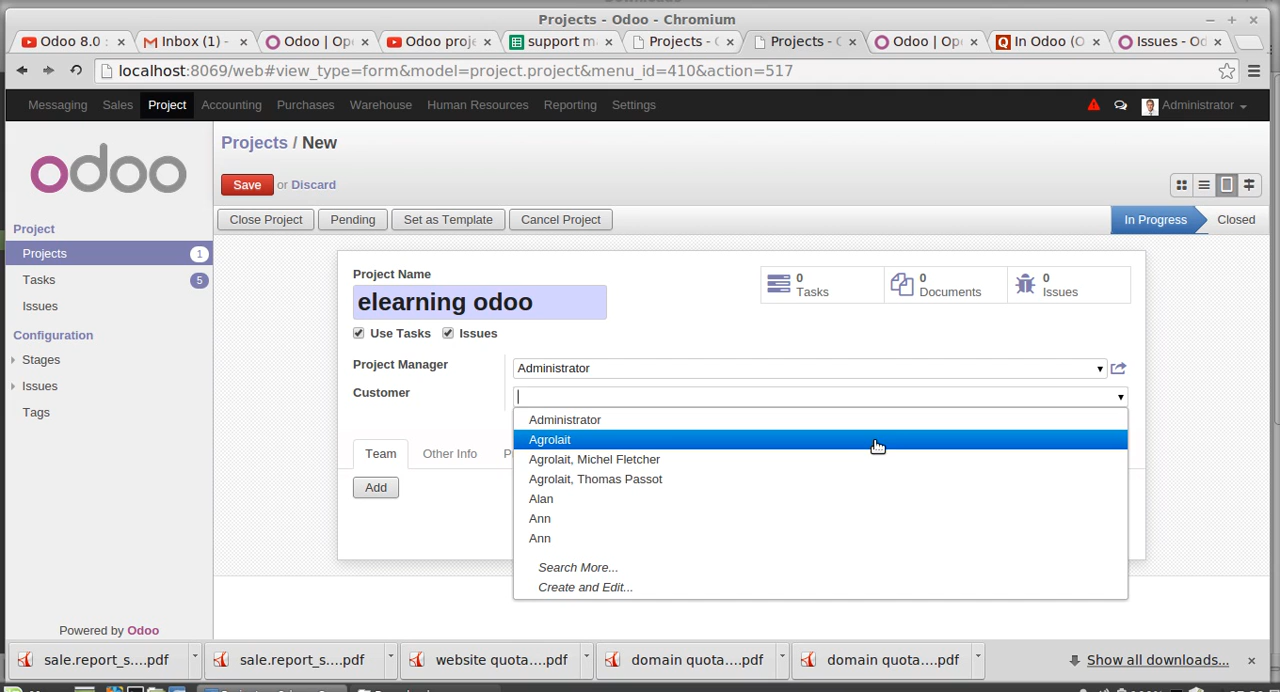 Projects - Odoo - Chromium
Odoo 8.0 : Inbox (1) - Odoo | Ope Odoo proj support m Projects - O Projects - O Odoo | Ope In Odoo (O Issues - Od
localhost:8069/web#view_type=form&model=project.project&menu_id=410&action=517
Messaging Sales Project Accounting Purchases Warehouse Human Resources Reporting Settings Administrator
odoo
Projects / New
Save or Discard
Close Project Pending Set as Template Cancel Project In Progress Closed
Project
Projects 1
Tasks 5
Issues
Configuration
Stages
Issues
Tags
Powered by Odoo
Project Name
elearning odoo
0 Tasks
0 Documents
0 Issues
Use Tasks Issues
Project Manager Administrator
Customer
Administrator
Agrolait
Agrolait, Michel Fletcher
Agrolait, Thomas Passot
Alan
Ann
Ann
Search More...
Create and Edit...
Team Other Info P
Add
sale.report_s....pdf sale.report_s....pdf website quota....pdf domain quota....pdf domain quota....pdf Show all downloads...